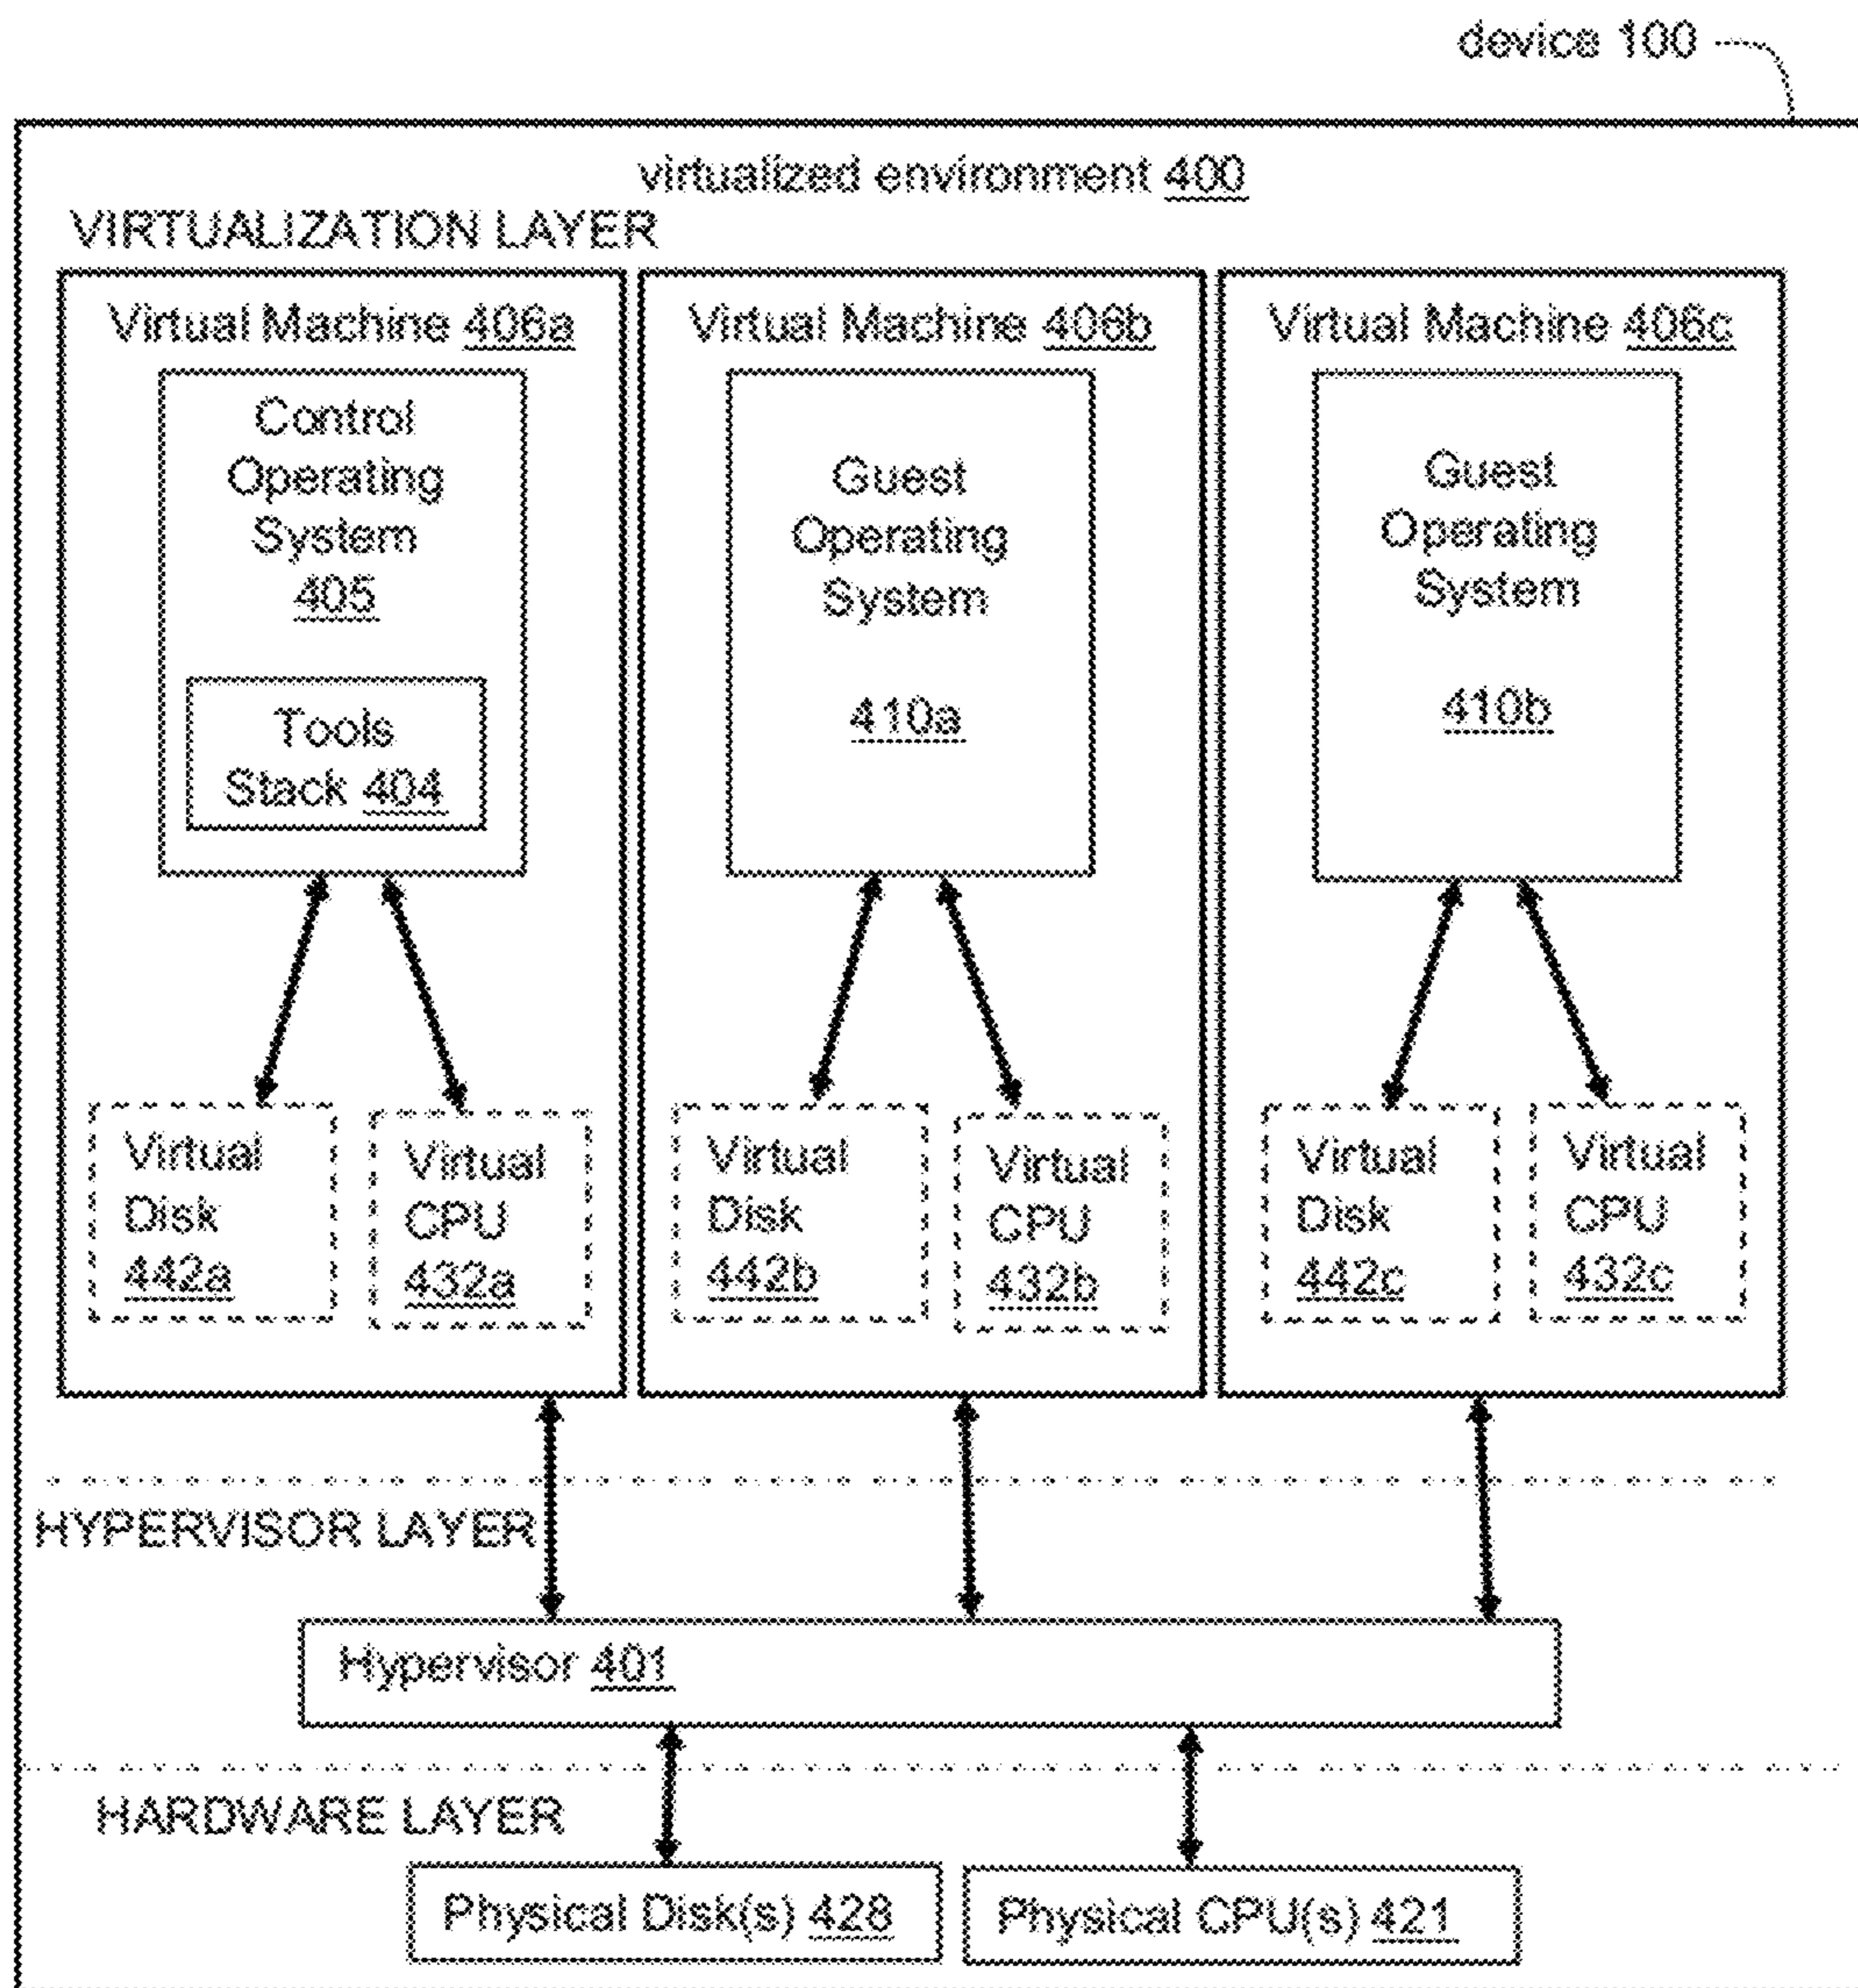 device 100
virtualized environment 400
VIRTUALIZATION LAYER
Virtual Machine 406a
Control
Operating
System
405
Tools
Stack 404
Virtual
Disk
442a
Virtual
CPU
432a
Virtual Machine 406b
Guest
Operating
System
410a
Virtual
Disk
442b
Virtual
CPU
432b
Virtual Machine 406c
Guest
Operating
System
410b
Virtual
Disk
442c
Virtual
CPU
432c
HYPERVISOR LAYER
Hypervisor 401
HARDWARE LAYER
Physical Disk(s) 428
Physical CPU(s) 421